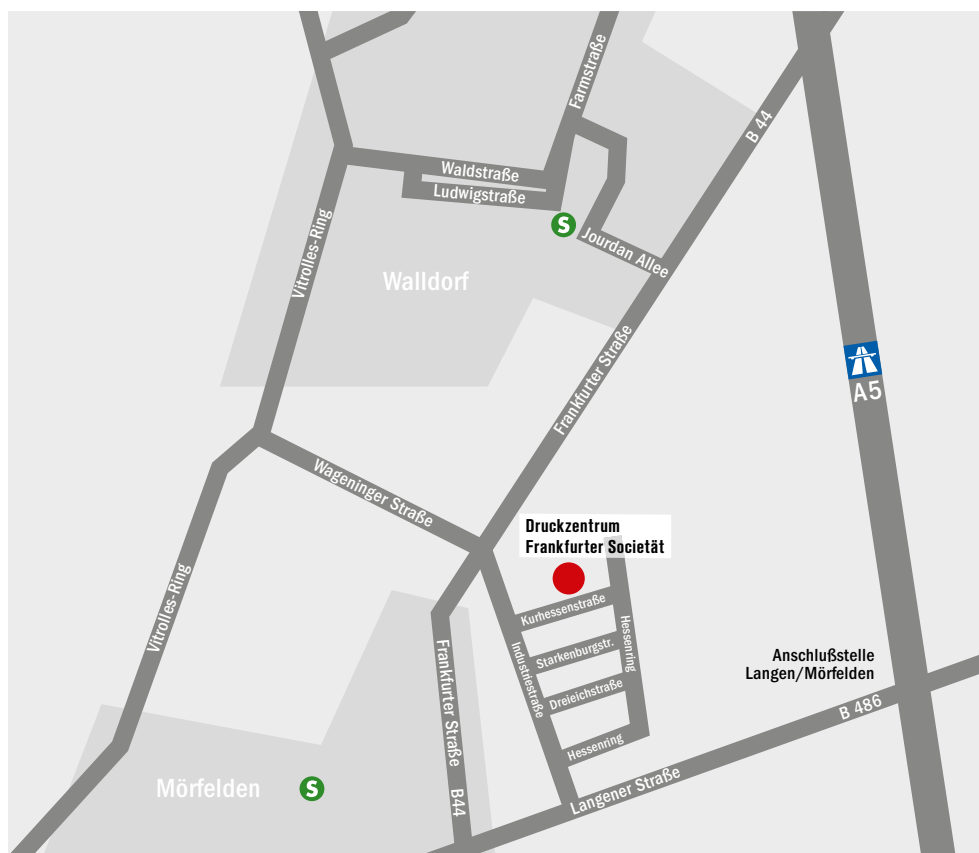 Farmstraße
B 44
Waldstraße
Ludwigstraße
S
Jourdan Allee
Vitrolles-Ring
Walldorf
Frankfurter Straße
A5
Wageninger Straße
Druckzentrum
Frankfurter Societät
Kurhessenstraße
Vitrolles-Ring
Frankfurter Straße
Industriestraße
Starkenburgstr.
Hessenring
Dreieichstraße
Anschlußstelle
Langen/Mörfelden
B 486
Hessenring
Langener Straße
Mörfelden
S
B44